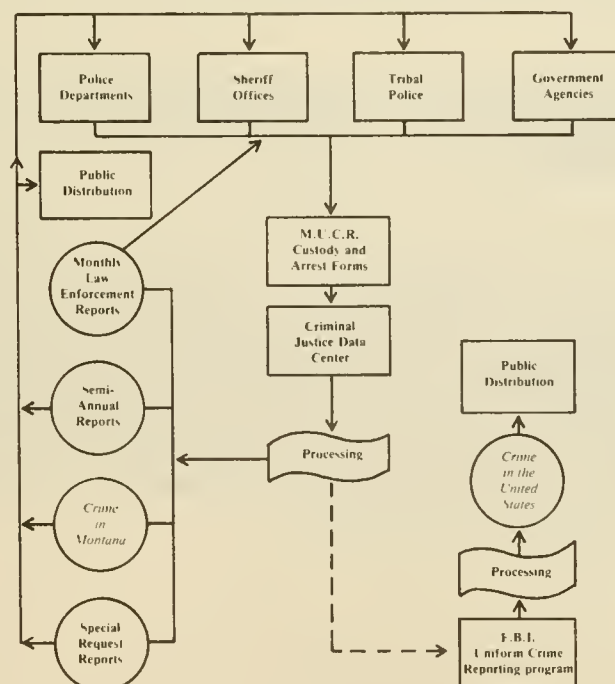 Police
Departments
Sheriff
Offices
Tribal
Police
Government
Agencies
Public
Distribution
M.U.C.R.
Custody and
Arrest Forms
Monthly
Law
Enforcement
Reports
Criminal
Justice Data
Center
Public
Distribution
Semi-
Annual
Reports
Processing
Crime
in the
United
States
Crime
in
Montana
Processing
Special
Request
Reports
F.B.I.
Uniform Crime
Reporting program